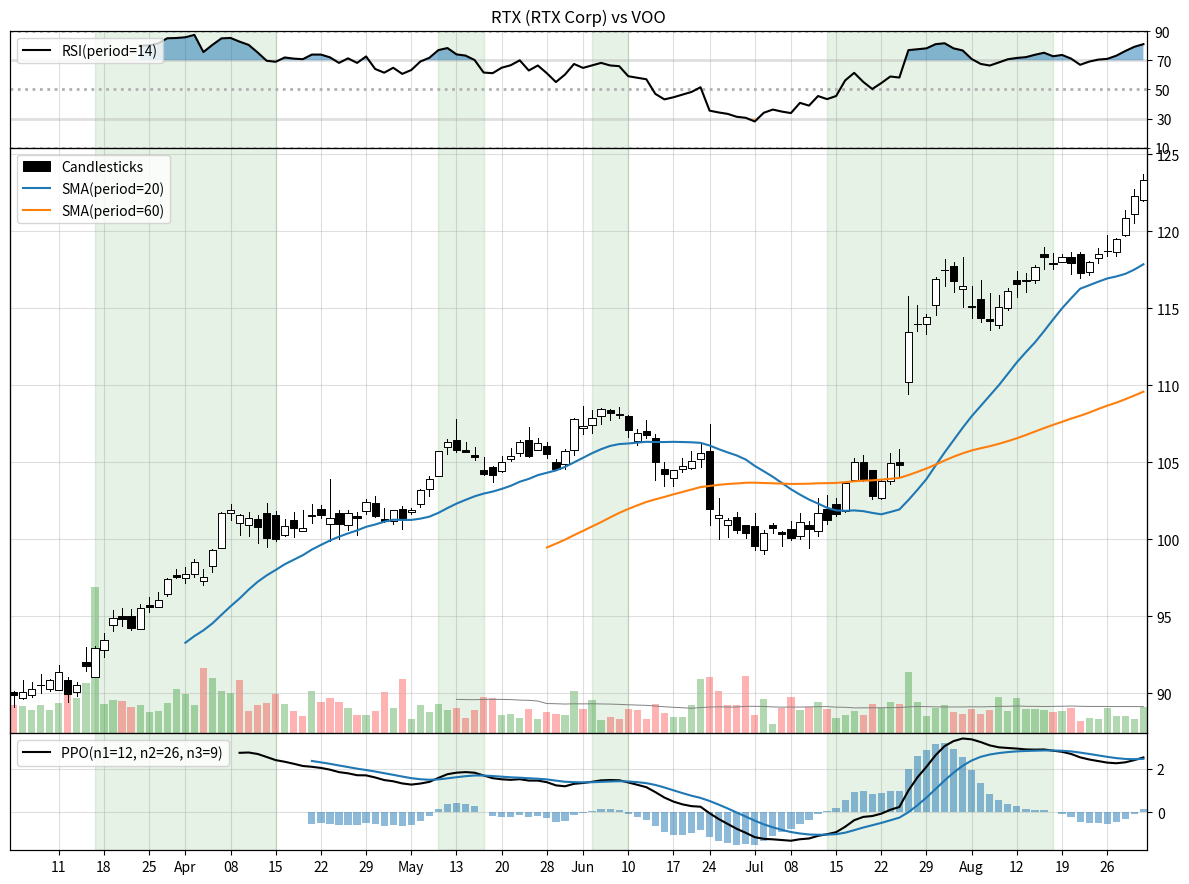 RTX (RTX Corp) vs VOO
RSI(period=14)
90
70
50
30
10
Candlesticks
SMA(period=20)
SMA(period=60)
125
120
115
110
105
100
95
90
PPO(n1=12, n2=26, n3=9)
2
0
11 18 25 Apr 08 15 22 29 May 13 20 28 Jun 10 17 24 Jul 08 15 22 29 Aug 12 19 26